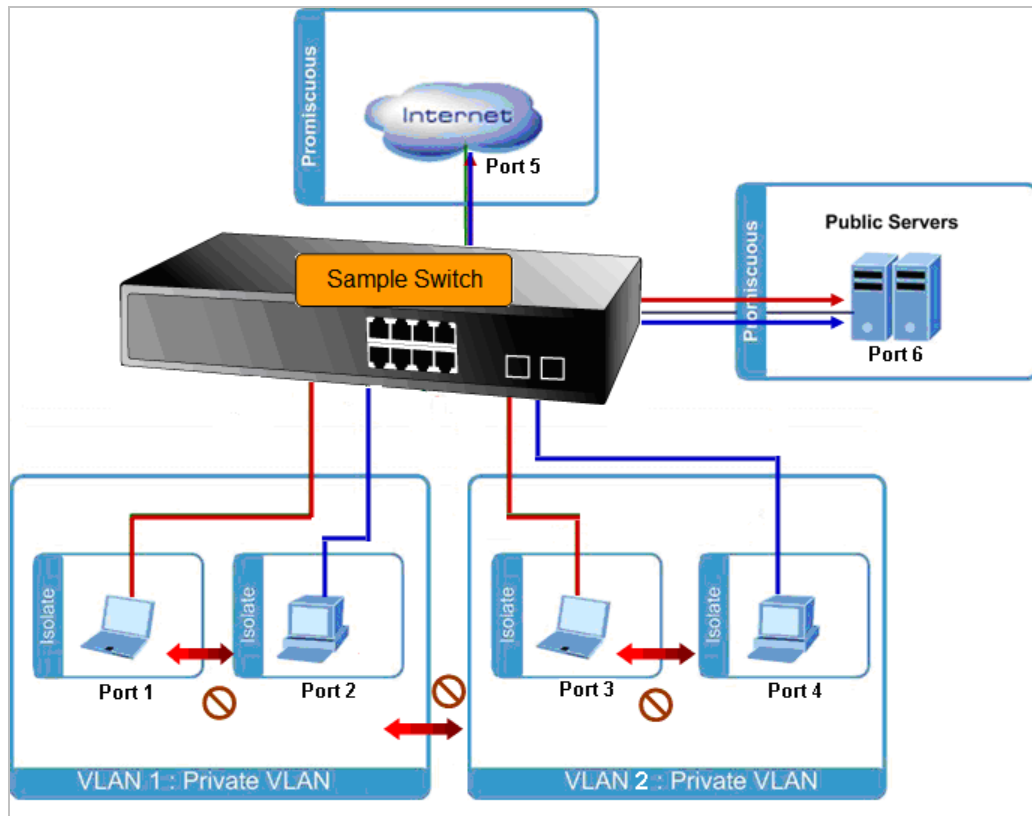 Promiscuous
Internet
Port 5
Promiscuous
Public Servers
Port 6
Sample Switch
Isolate
Port 1
Isolate
Port 2
Isolate
Port 3
Isolate
Port 4
VLAN 1 : Private VLAN
VLAN 2 : Private VLAN